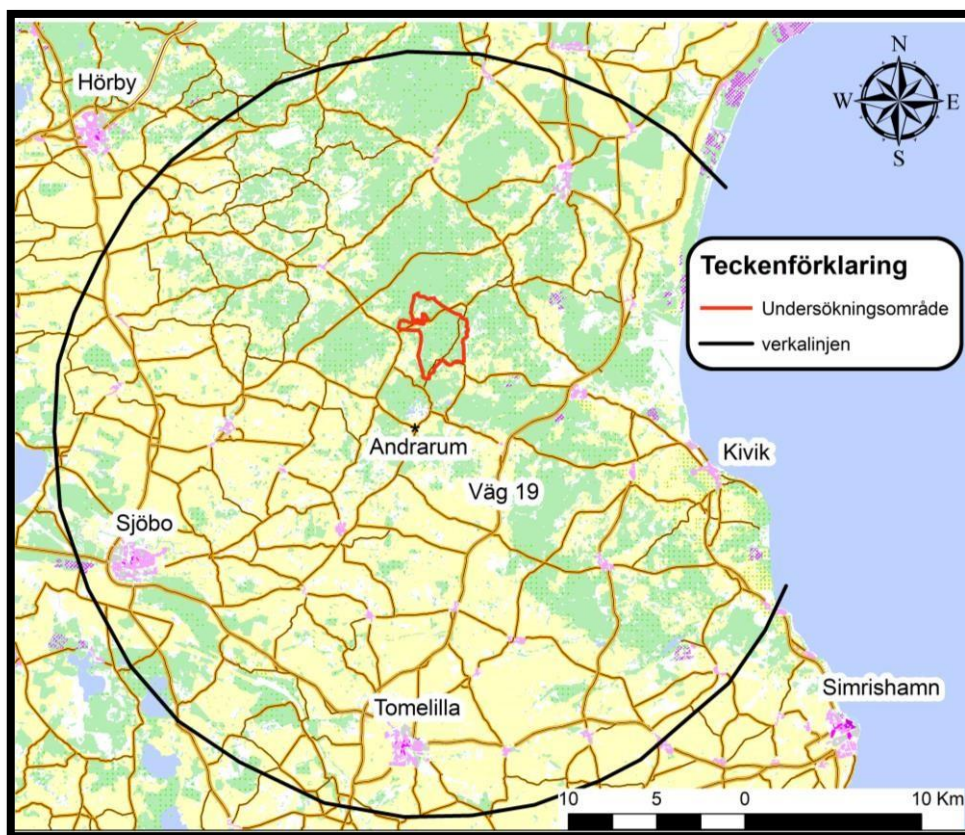 N
Hörby
W E
S
Teckenförklaring
Undersökningsområde
verkalinjen
Andrarum
Kivik
Väg 19
Sjöbo
Simrishamn
Tomelilla
10 5 0 10 Km